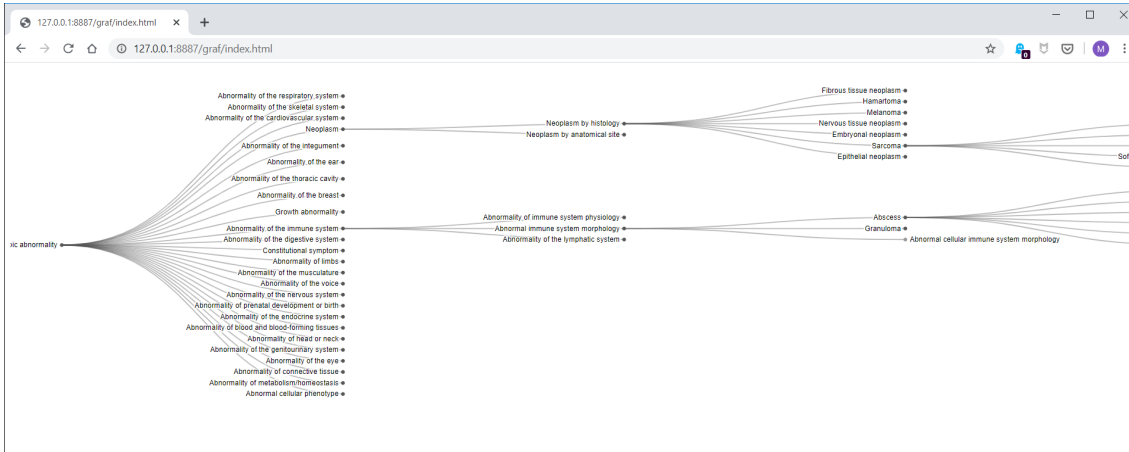 127.0.0.1:8887/graf/index.html
127.0.0.1:8887/graf/index.html
0
M
abnormality
Abnormality of the respiratory system
Abnormality of the skeletal system
Abnormality of the cardiovascular system
Neoplasm
Abnormality of the integument
Abnormality of the ear
Abnormality of the thoracic cavity
Abnormality of the breast
Growth abnormality
Abnormality of the immune system
Abnormality of the digestive system
Constitutional symptom
Abnormality of limbs
Abnormality of the musculature
Abnormality of the voice
Abnormality of the nervous system
Abnormality of prenatal development or birth
Abnormality of the endocrine system
Abnormality of blood and blood-forming tissues
Abnormality of head or neck
Abnormality of the genitourinary system
Abnormality of the eye
Abnormality of connective tissue
Abnormality of metabolism/homeostasis
Abnormal cellular phenotype
Neoplasm by histology
Neoplasm by anatomical site
Abnormality of immune system physiology
Abnormal immune system morphology
Abnormality of the lymphatic system
Fibrous tissue neoplasm
Hamartoma
Melanoma
Nervous tissue neoplasm
Embryonal neoplasm
Sarcoma
Epithelial neoplasm
Abscess
Granuloma
Abnormal cellular immune system morphology
Sof